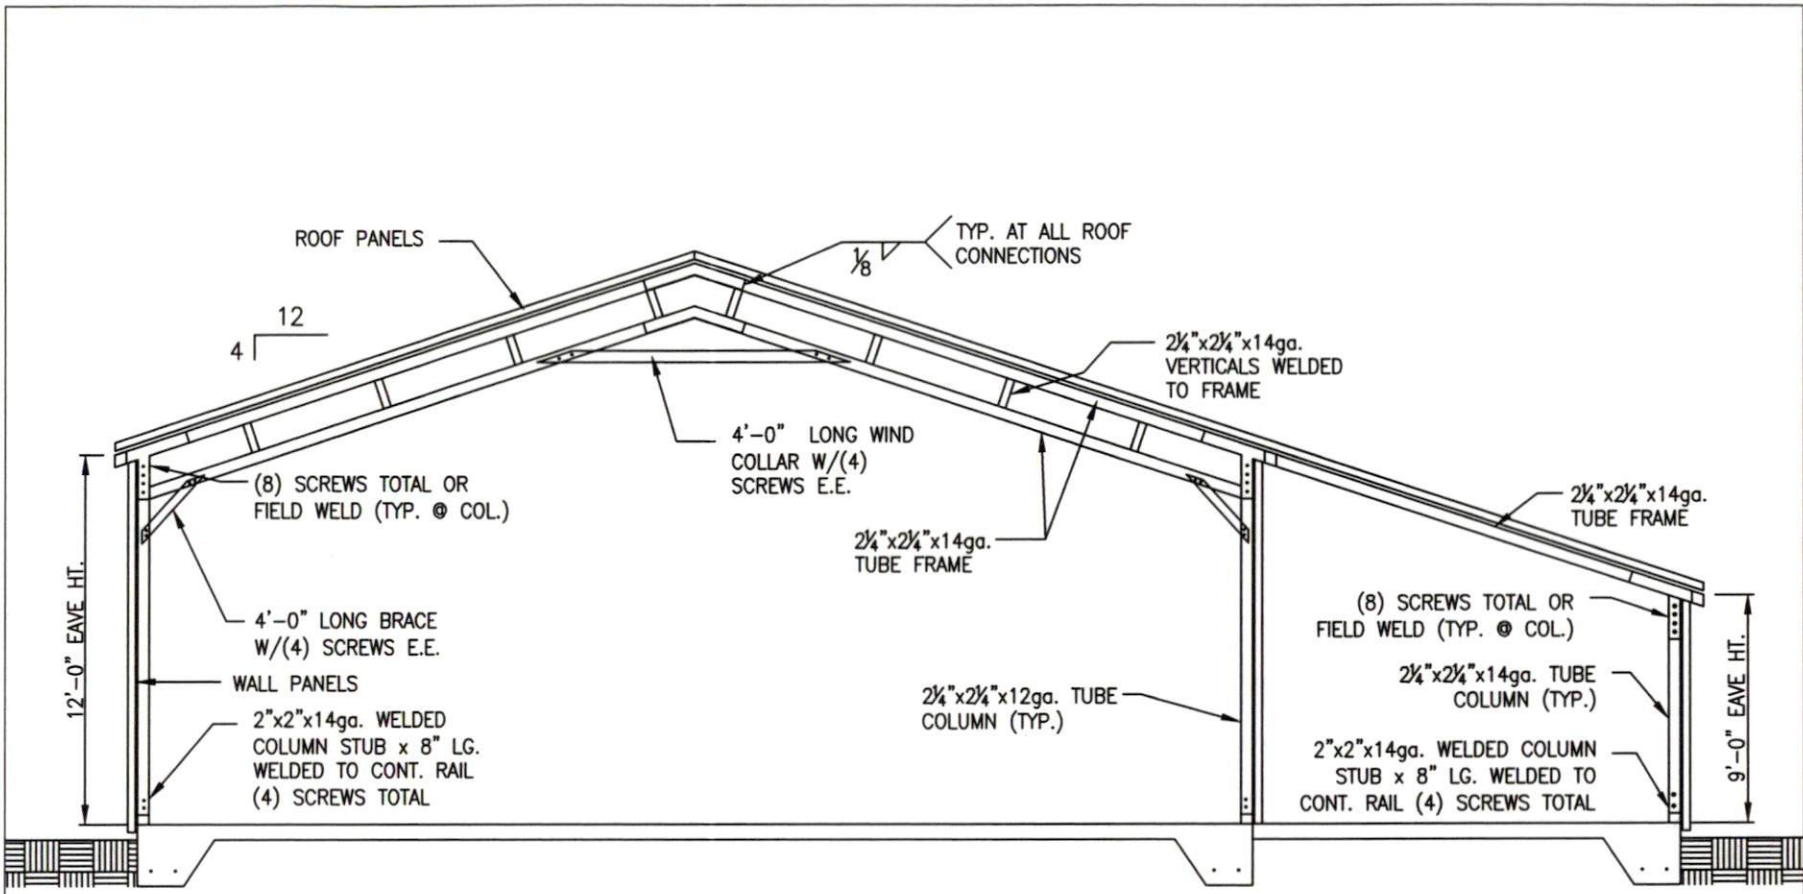 ROOF PANELS
TYP. AT ALL ROOF
CONNECTIONS
1/8
12
4
2¼"x2¼"x14ga.
VERTICALS WELDED
TO FRAME
4'-0" LONG WIND
COLLAR W/(4)
SCREWS E.E.
(8) SCREWS TOTAL OR
FIELD WELD (TYP. @ COL.)
2¼"x2¼"x14ga.
TUBE FRAME
2¼"x2¼"x14ga.
TUBE FRAME
12'-0" EAVE HT.
4'-0" LONG BRACE
W/(4) SCREWS E.E.
WALL PANELS
2"x2"x14ga. WELDED
COLUMN STUB x 8" LG.
WELDED TO CONT. RAIL
(4) SCREWS TOTAL
2¼"x2¼"x12ga. TUBE
COLUMN (TYP.)
(8) SCREWS TOTAL OR
FIELD WELD (TYP. @ COL.)
2¼"x2¼"x14ga. TUBE
COLUMN (TYP.)
2"x2"x14ga. WELDED COLUMN
STUB x 8" LG. WELDED TO
CONT. RAIL (4) SCREWS TOTAL
9'-0" EAVE HT.